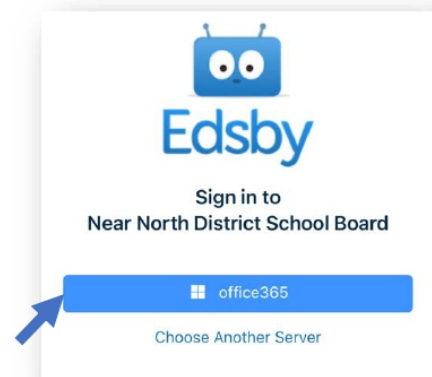 Edsby
Sign in to
Near North District School Board
office365
Choose Another Server